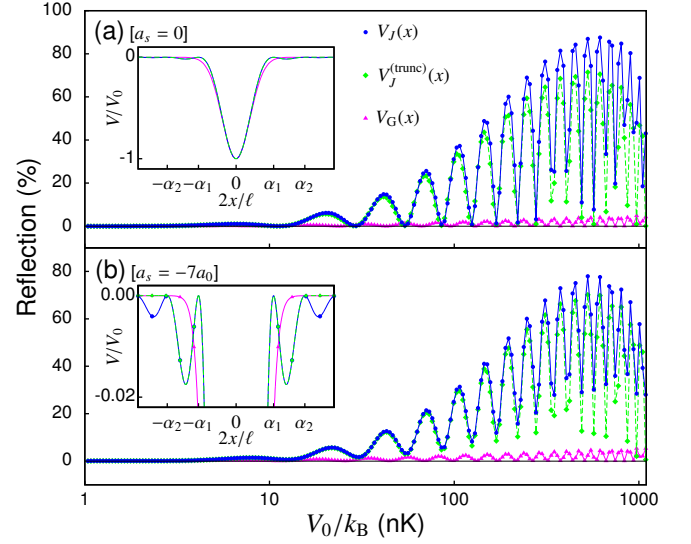 (a) [a_s = 0]
0
-1
V/V_0
−α_2 −α_1 0 α_1 α_2
2x/ℓ
V_J(x)
V_J^(trunc)(x)
V_G(x)
100
80
60
40
20
0
Reflection (%)
(b) [a_s = −7a_0]
0.00
-0.02
V/V_0
−α_2 −α_1 0 α_1 α_2
2x/ℓ
80
60
40
20
0
1 10 100 1000
V_0/k_B (nK)